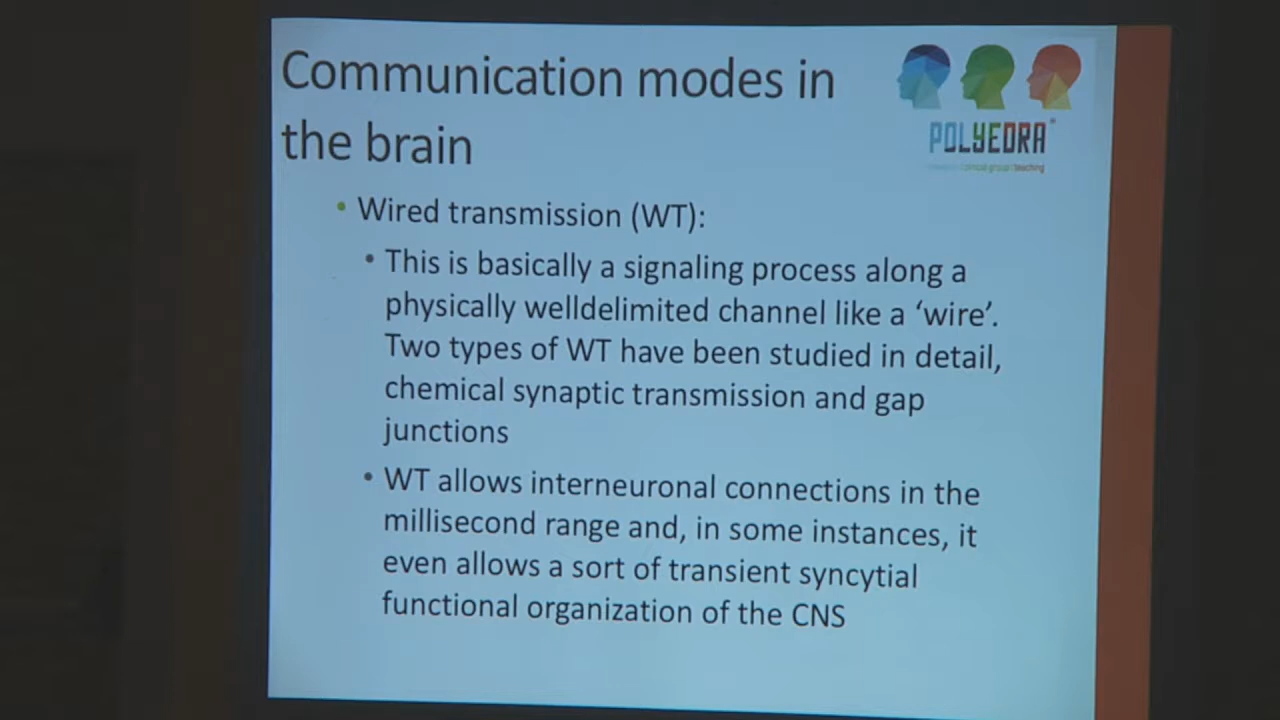 Communication modes in
the brain
POLYEDRA
• Wired transmission (WT):
• This is basically a signaling process along a
physically welldelimited channel like a ‘wire’.
Two types of WT have been studied in detail,
chemical synaptic transmission and gap
junctions
• WT allows interneuronal connections in the
millisecond range and, in some instances, it
even allows a sort of transient syncytial
functional organization of the CNS